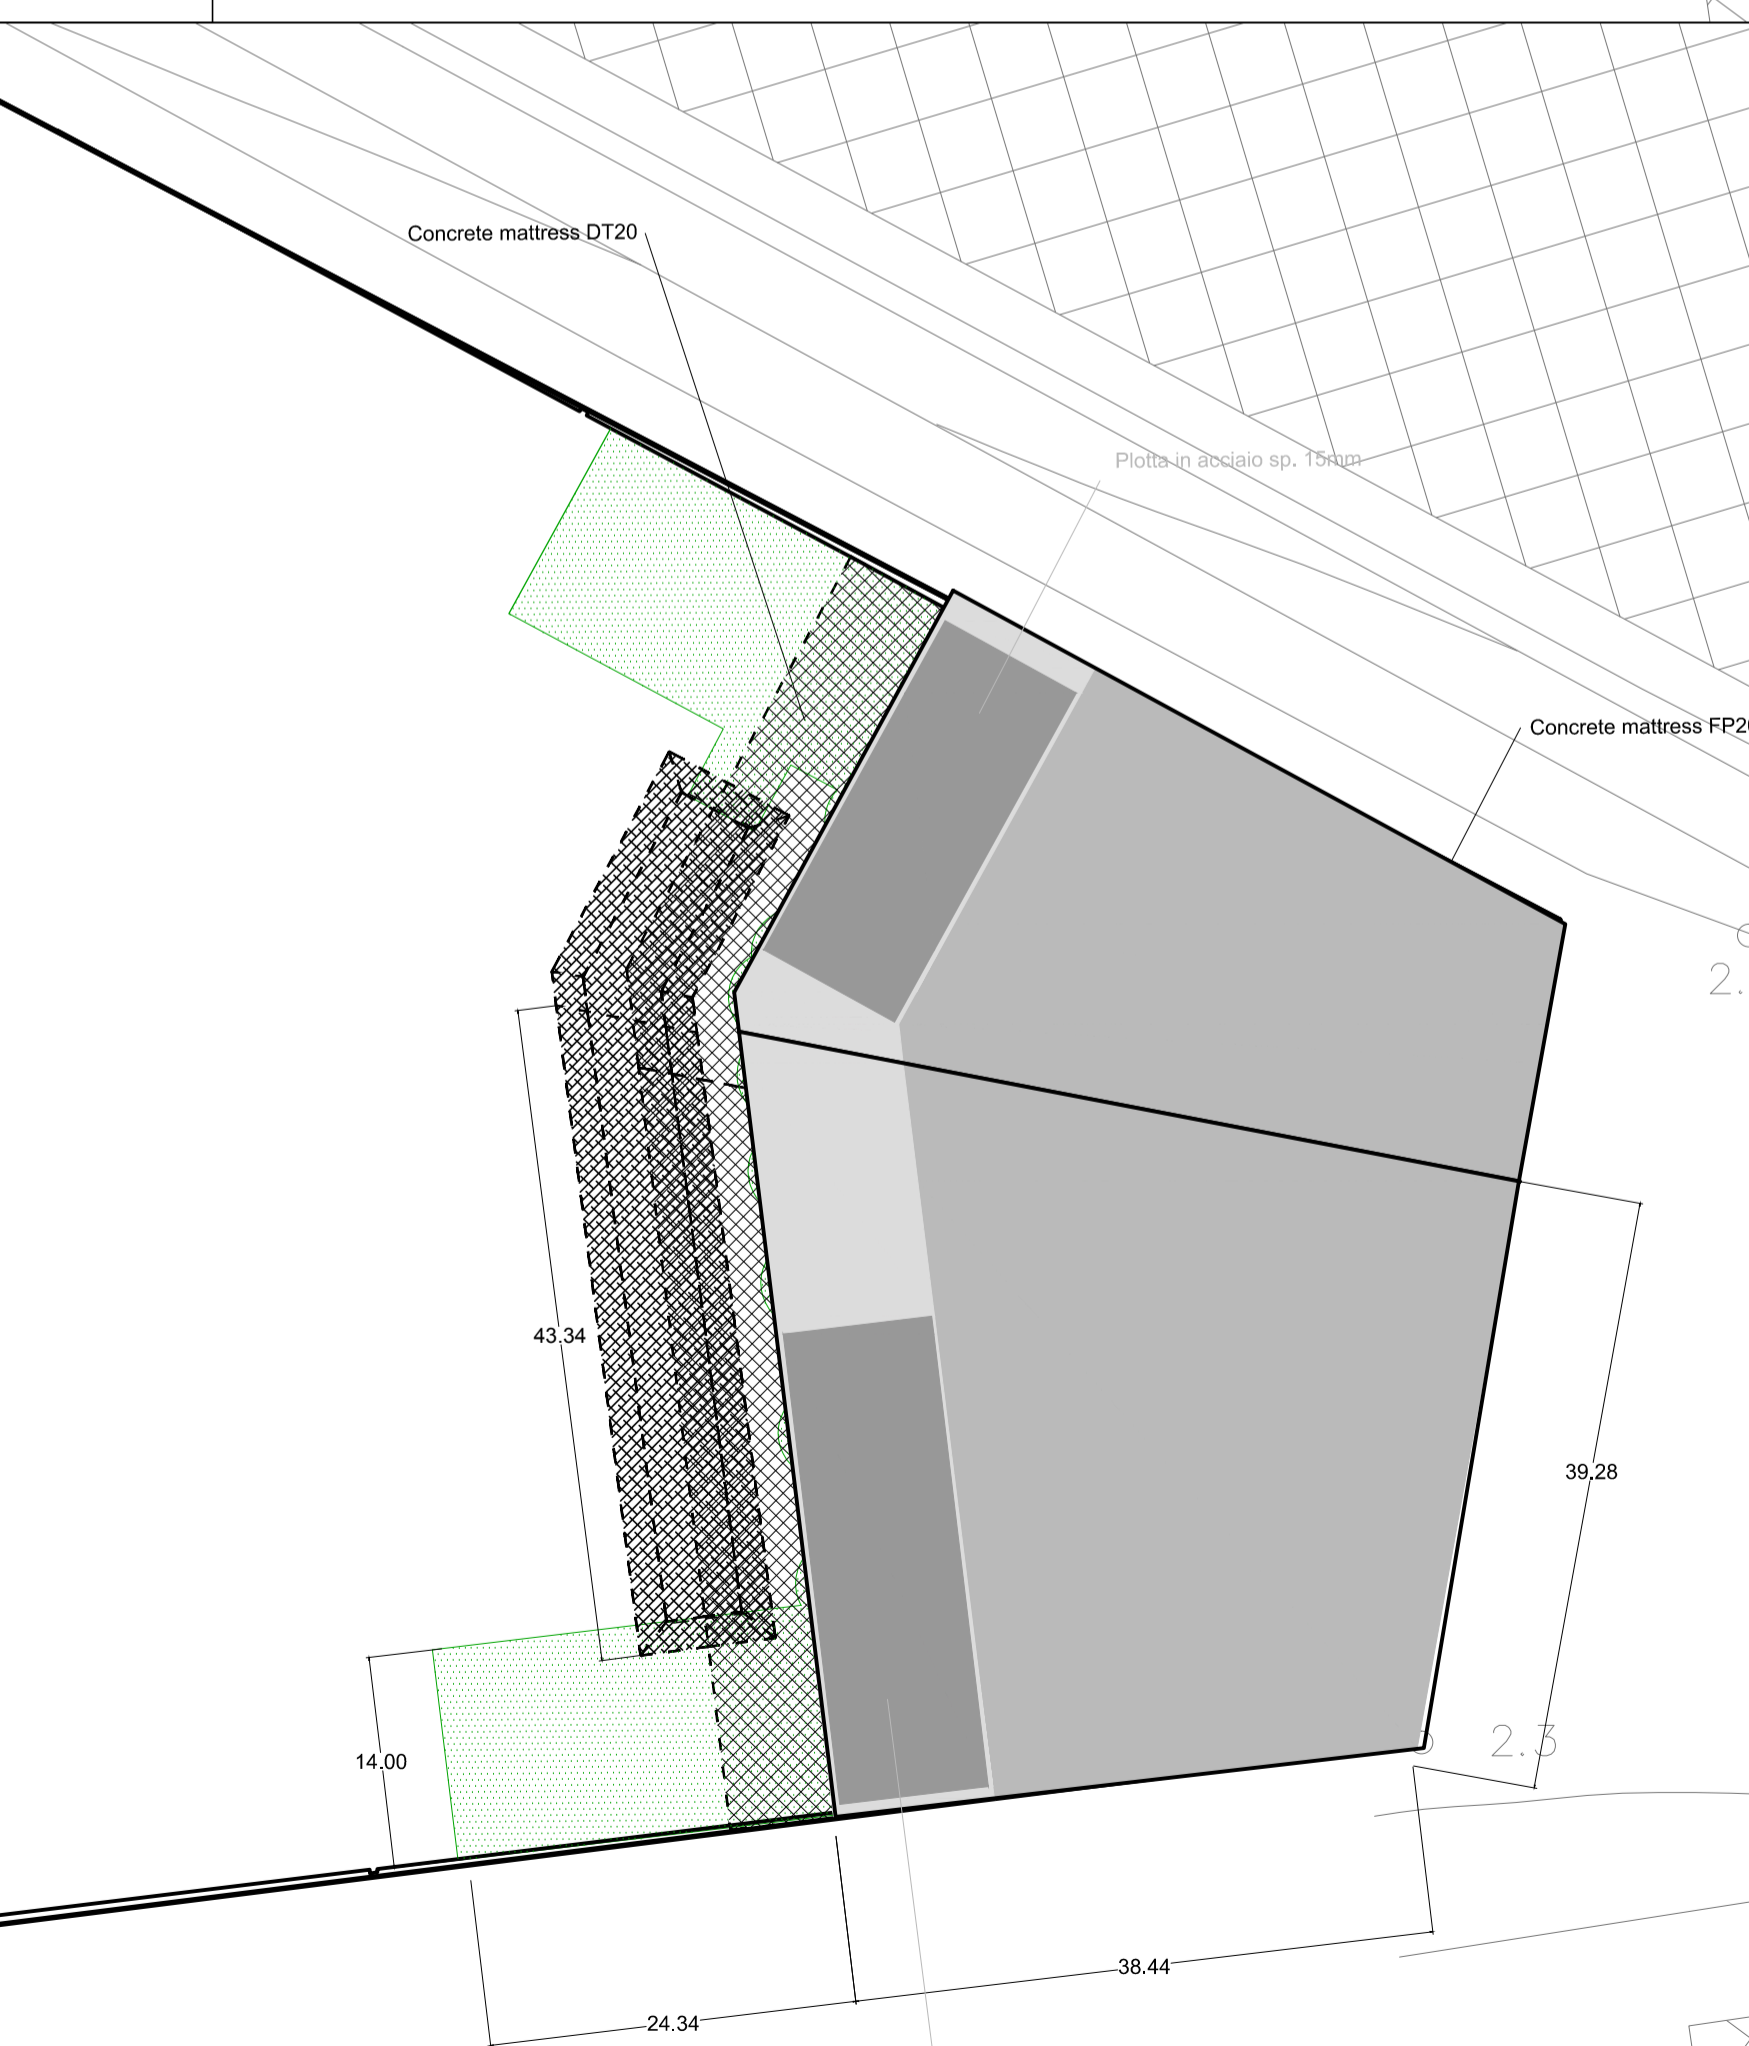 Concrete mattress DT20
Plotta in acciaio sp. 15mm
Concrete mattress FP20
2.
43.34
39.28
2.3
14.00
38.44
24.34